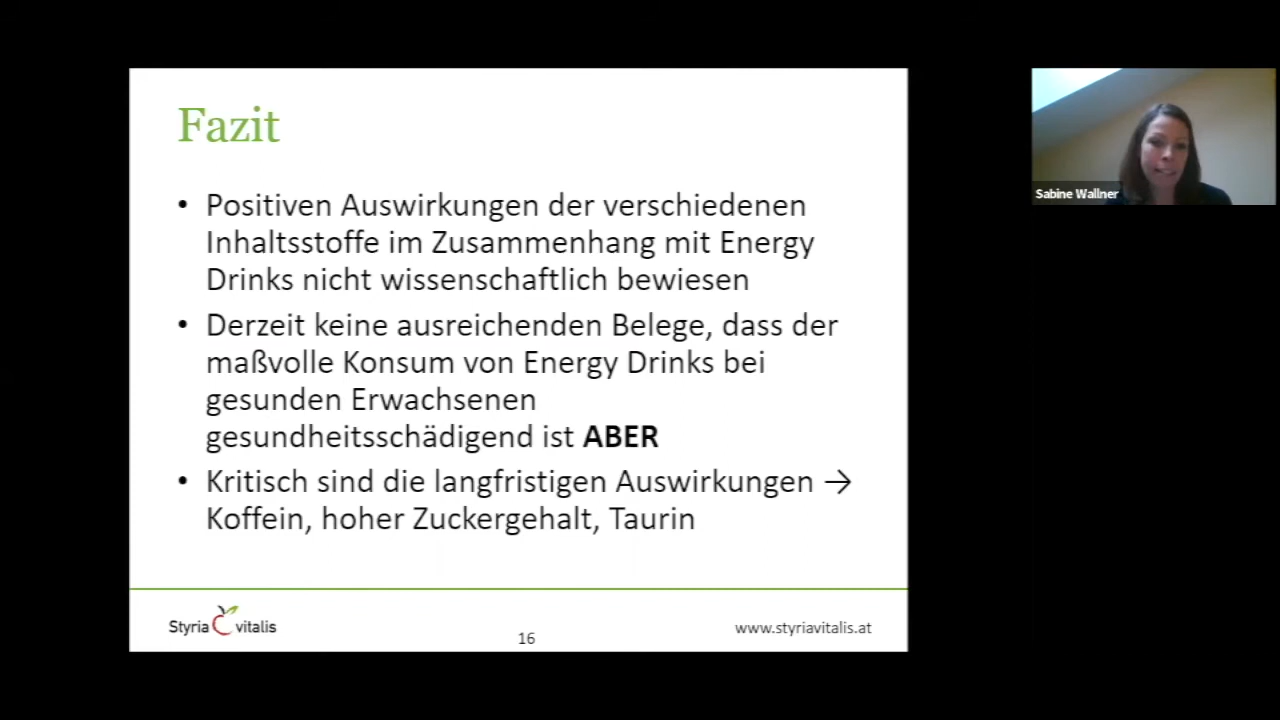 Fazit
• Positiven Auswirkungen der verschiedenen
Inhaltsstoffe im Zusammenhang mit Energy
Drinks nicht wissenschaftlich bewiesen
• Derzeit keine ausreichenden Belege, dass der
maßvolle Konsum von Energy Drinks bei
gesunden Erwachsenen
gesundheitsschädigend ist ABER
• Kritisch sind die langfristigen Auswirkungen →
Koffein, hoher Zuckergehalt, Taurin
Styria vitalis
16
www.styriavitalis.at
Sabine Wallner